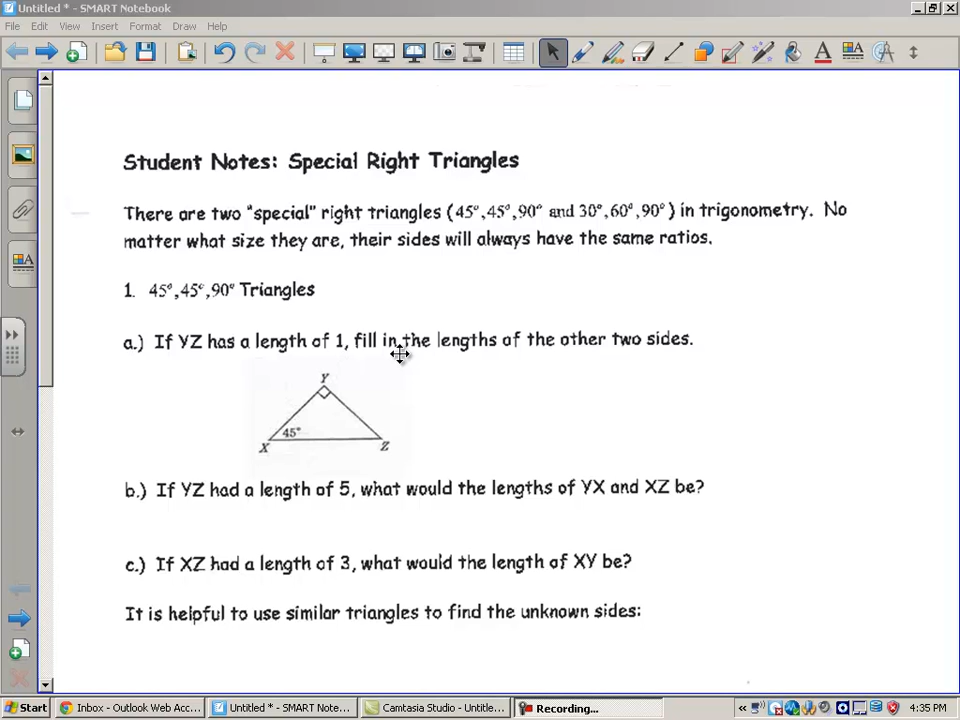 Untitled * - SMART Notebook
File Edit View Insert Format Draw Help
Student Notes: Special Right Triangles
There are two "special" right triangles (45°,45°,90° and 30°,60°,90°) in trigonometry. No
matter what size they are, their sides will always have the same ratios.
1. 45°,45°,90° Triangles
a.) If YZ has a length of 1, fill in the lengths of the other two sides.
Y
45°
X Z
b.) If YZ had a length of 5, what would the lengths of YX and XZ be?
c.) If XZ had a length of 3, what would the length of XY be?
It is helpful to use similar triangles to find the unknown sides:
Start Inbox - Outlook Web Acc... Untitled * - SMART Note... Camtasia Studio - Untitle... Recording... 4:35 PM